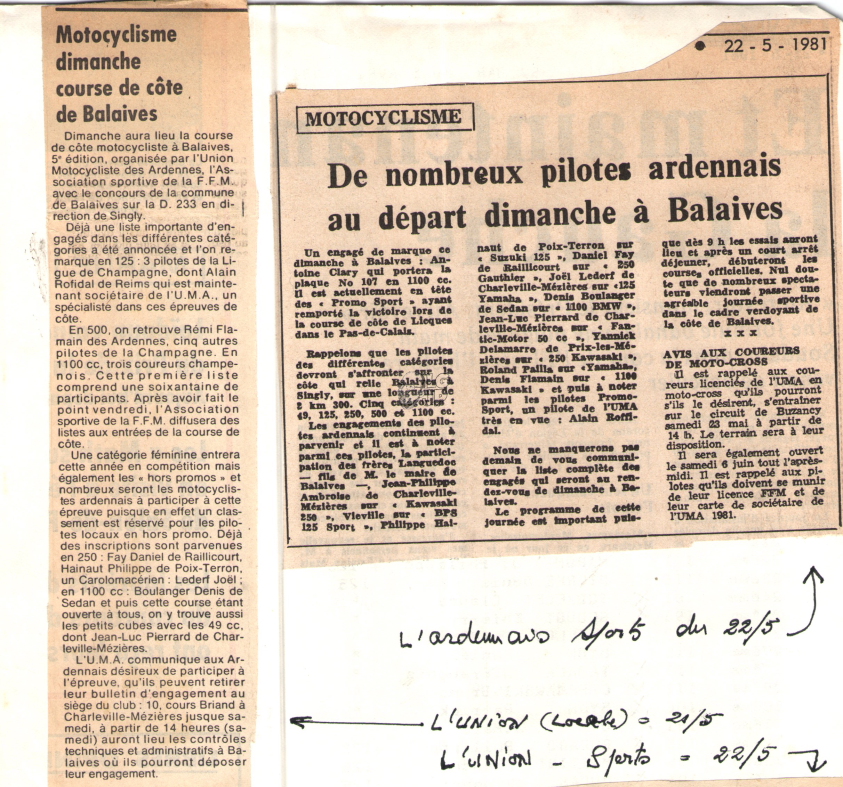 Motocyclisme
dimanche
course de côte
de Balaives
Dimanche aura lieu la course
de côte motocycliste à Balaives,
5e édition, organisée par l'Union
Motocycliste des Ardennes, l'As-
sociation sportive de la F.F.M.
avec le concours de la commune
de Balaives sur la D. 233 en di-
rection de Singly.
Déjà une liste importante d'en-
gagés dans les différentes caté-
gories a été annoncée et l'on re-
marque en 125 : 3 pilotes de la Li-
gue de Champagne, dont Alain
Rofidal de Reims qui est mainte-
nant sociétaire de l'U.M.A., un
spécialiste dans ces épreuves de
côte.
En 500, on retrouve Rémi Fla-
main des Ardennes, cinq autres
pilotes de la Champagne. En
1100 cc, trois coureurs champe-
nois. Cette première liste
comprend une soixantaine de
participants. Après avoir fait le
point vendredi, l'Association
sportive de la F.F.M. diffusera des
listes aux entrées de la course de
côte.
Une catégorie féminine entrera
cette année en compétition mais
également les « hors promos » et
nombreux seront les motocyclis-
tes ardennais à participer à cette
épreuve puisque en effet un clas-
sement est réservé pour les pilo-
tes locaux en hors promo. Déjà
des inscriptions sont parvenues
en 250 : Fay Daniel de Raillicourt,
Hainaut Philippe de Poix-Terron,
un Carolomacérien : Lederf Joël ;
en 1100 cc : Boulanger Denis de
Sedan et puis cette course étant
ouverte à tous, on y trouve aussi
les petits cubes avec les 49 cc,
dont Jean-Luc Pierrard de Char-
leville-Mézières.
L'U.M.A. communique aux Ar-
dennais désireux de participer à
l'épreuve, qu'ils peuvent retirer
leur bulletin d'engagement au
siège du club : 10, cours Briand à
Charleville-Mézières jusque sa-
medi, à partir de 14 heures (sa-
medi) auront lieu les contrôles
techniques et administratifs à Ba-
laives où ils pourront déposer
leur engagement.
● 22 - 5 - 1981
MOTOCYCLISME
De nombreux pilotes ardennais
au départ dimanche à Balaives
Un engagé de marque ce
dimanche à Balaives : An-
toine Clary qui portera la
plaque No 107 en 1100 cc.
Il est actuellement en tête
des « Promo Sport » ayant
remporté la victoire lors de
la course de côte de Licques
dans le Pas-de-Calais.
Rappelons que les pilotes
des différentes catégories
devront s'affronter sur la
côte qui relie Balaives à
Singly, sur une longueur de
2 km 300. Cinq catégories :
49, 125, 250, 500 et 1100 cc.
Les engagements des pilo-
tes ardennais continuent à
parvenir et il est à noter
parmi ces pilotes, la partici-
pation des frères Languedoc
— fils de M. le maire de
Balaives —, Jean-Philippe
Ambroise de Charleville-
Mézières sur « Kawasaki
250 », Vieville sur « BPS
125 Sport », Philippe Hai-
naut de Poix-Terron sur
« Suzuki 125 », Daniel Fay
de Raillicourt sur « 250
Gauthier », Joël Lederf de
Charleville-Mézières sur «125
Yamaha », Denis Boulanger
de Sedan sur « 1100 BMW »,
Jean-Luc Pierrard de Char-
leville-Mézières sur « Fan-
tic-Motor 50 cc », Yannick
Delamarre de Prix-les-Mé-
zières sur « 250 Kawasaki »,
Roland Pailla sur «Yamaha»,
Denis Flamain sur « 1100
Kawasaki » et puis à noter
parmi les pilotes Promo-
Sport, un pilote de l'UMA
très en vue : Alain Roffi-
dal.
Nous ne manquerons pas
demain de vous communi-
quer la liste complète des
engagés qui seront au ren-
dez-vous de dimanche à Ba-
laives.
Le programme de cette
journée est important puis-
que dès 9 h les essais auront
lieu et après un court arrêt
déjeuner, débuteront les
courses officielles. Nul dou-
te que de nombreux specta-
teurs viendront passer une
agréable journée sportive
dans le cadre verdoyant de
la côte de Balaives.
x x x
AVIS AUX COUREURS
DE MOTO-CROSS
Il est rappelé aux cou-
reurs licenciés de l'UMA en
moto-cross qu'ils pourront
s'ils le désirent, s'entraîner
sur le circuit de Buzancy
samedi 23 mai à partir de
14 h. Le terrain sera à leur
disposition.
Il sera également ouvert
le samedi 6 juin tout l'après-
midi. Il est rappelé aux pi-
lotes qu'ils doivent se munir
de leur licence FFM et de
leur carte de sociétaire de
l'UMA 1981.
L'ardennais Sports du 22/5
L'UNION (Locale) = 21/5
L'UNION - Sports = 22/5